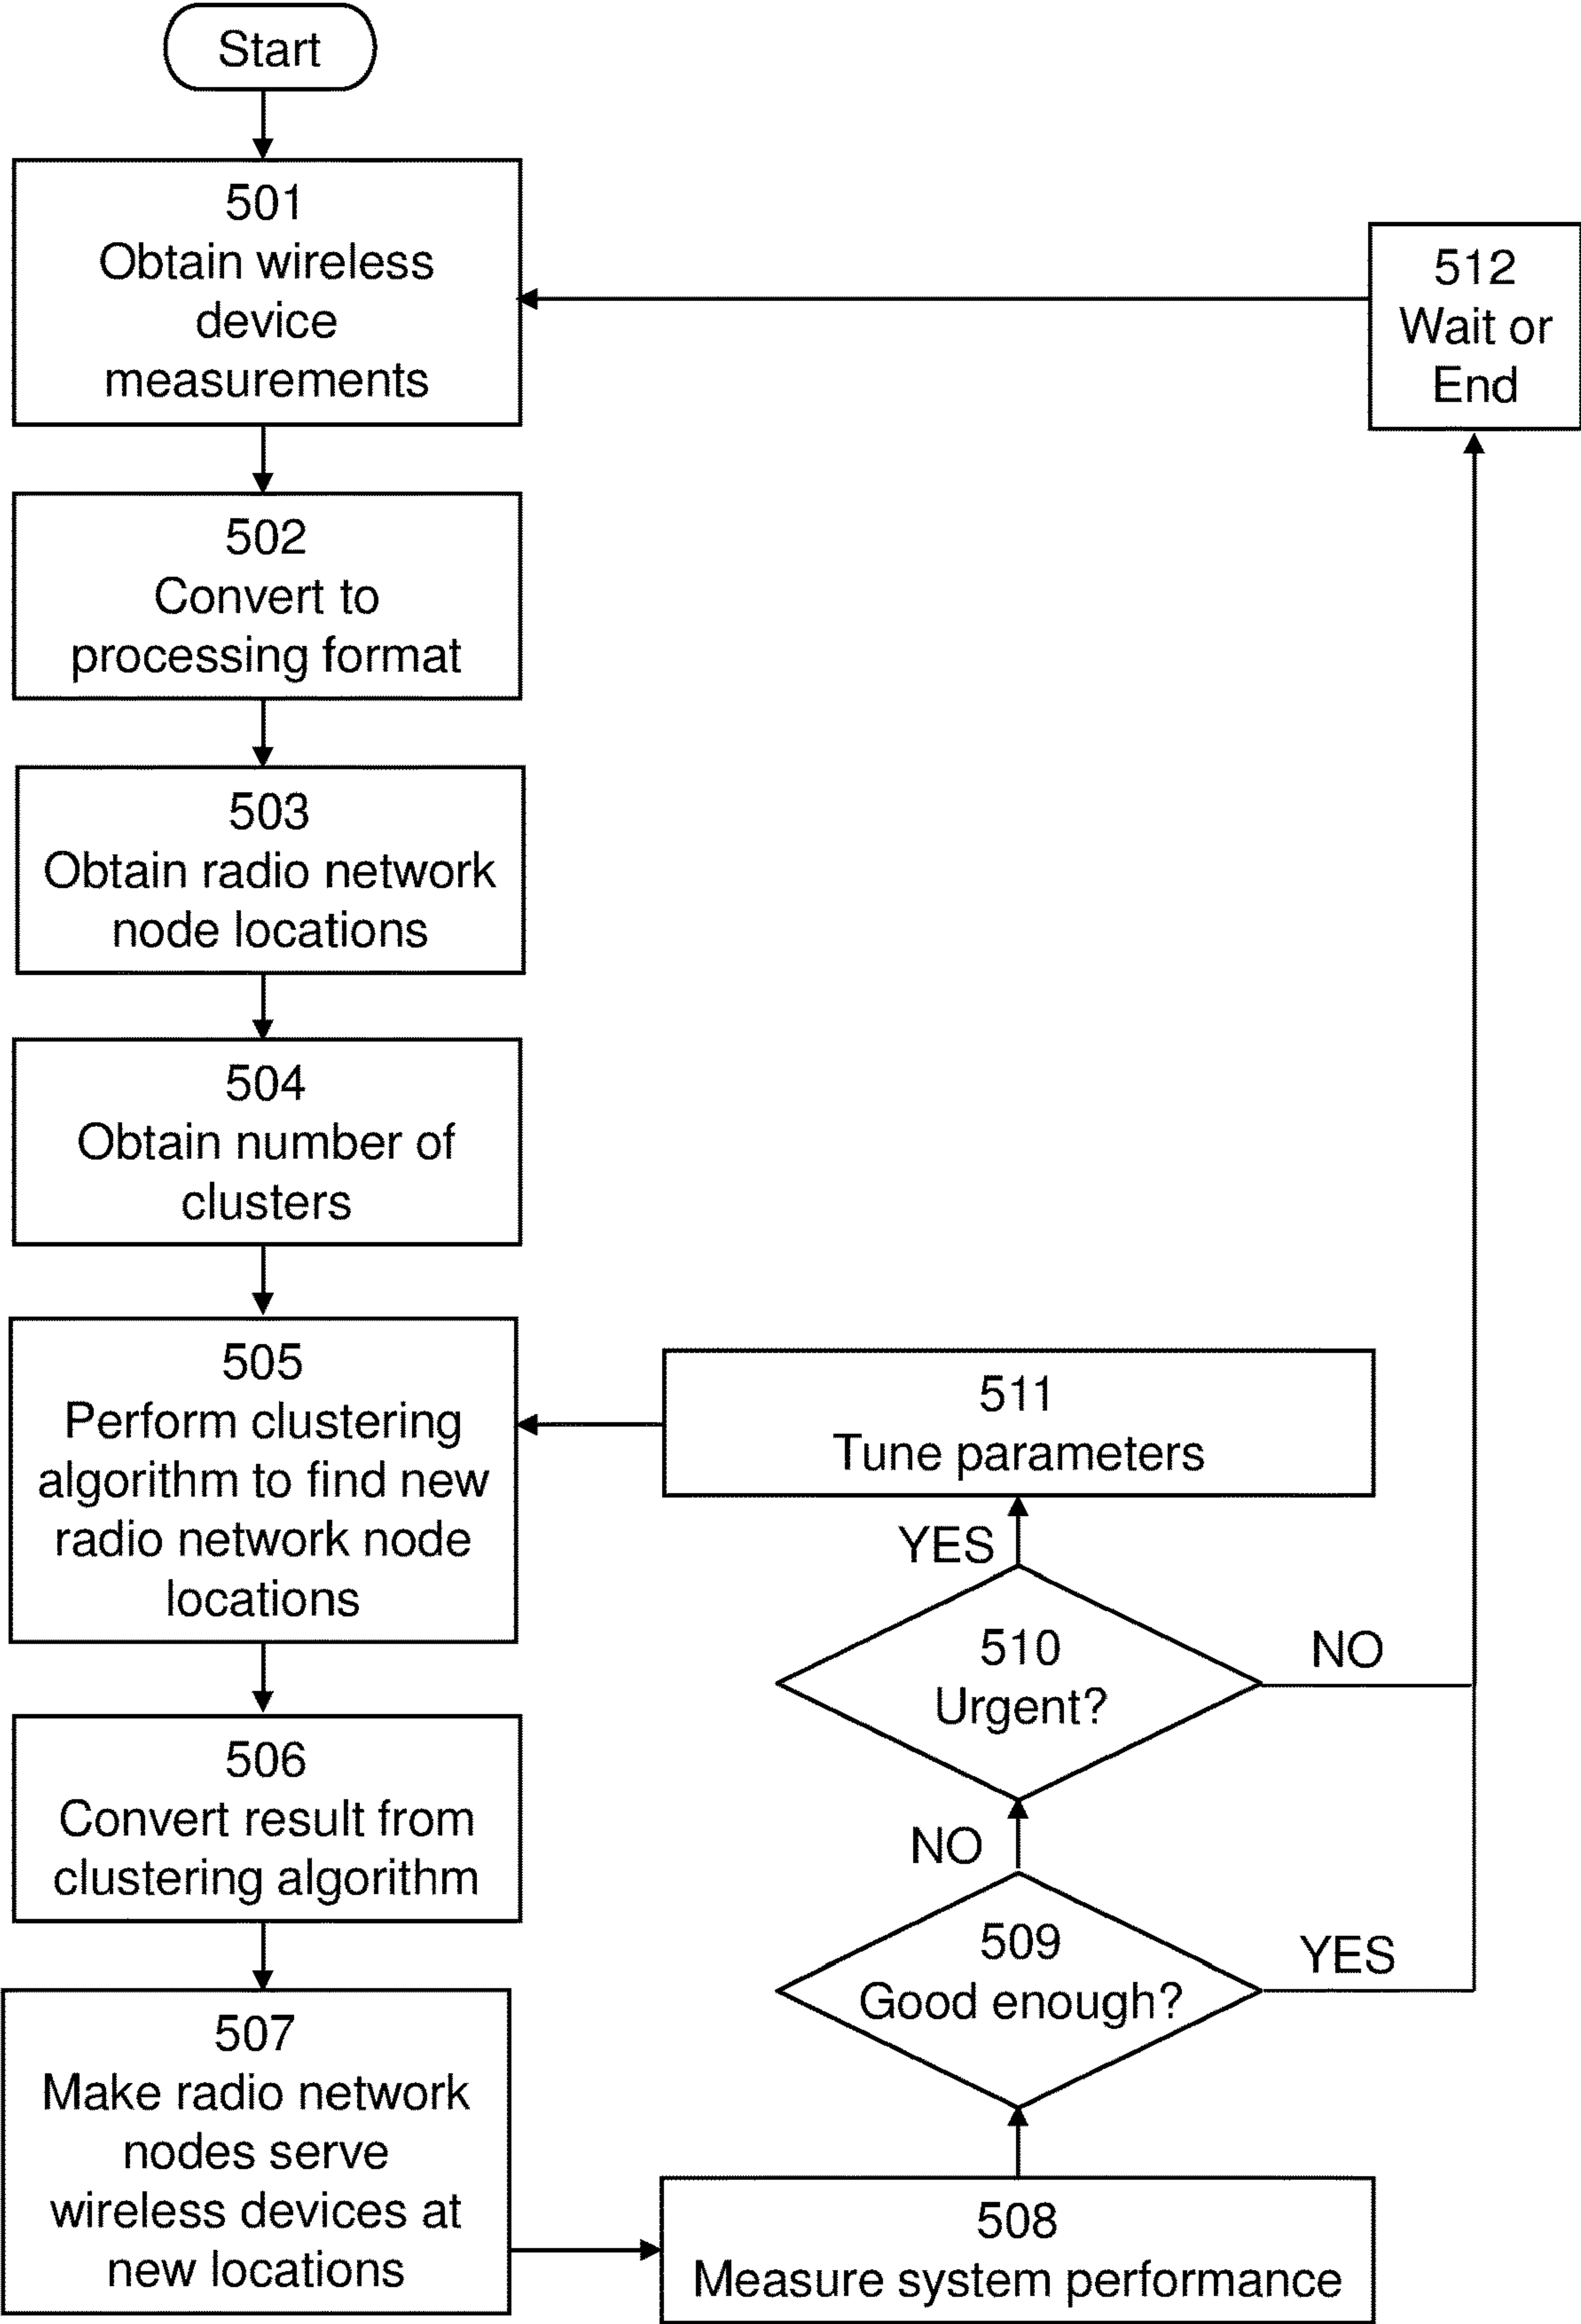 Start
501
Obtain wireless
device
measurements
512
Wait or
End
502
Convert to
processing format
503
Obtain radio network
node locations
504
Obtain number of
clusters
505
Perform clustering
algorithm to find new
radio network node
locations
511
Tune parameters
YES
510
Urgent?
NO
506
Convert result from
clustering algorithm
NO
509
Good enough?
YES
507
Make radio network
nodes serve
wireless devices at
new locations
508
Measure system performance